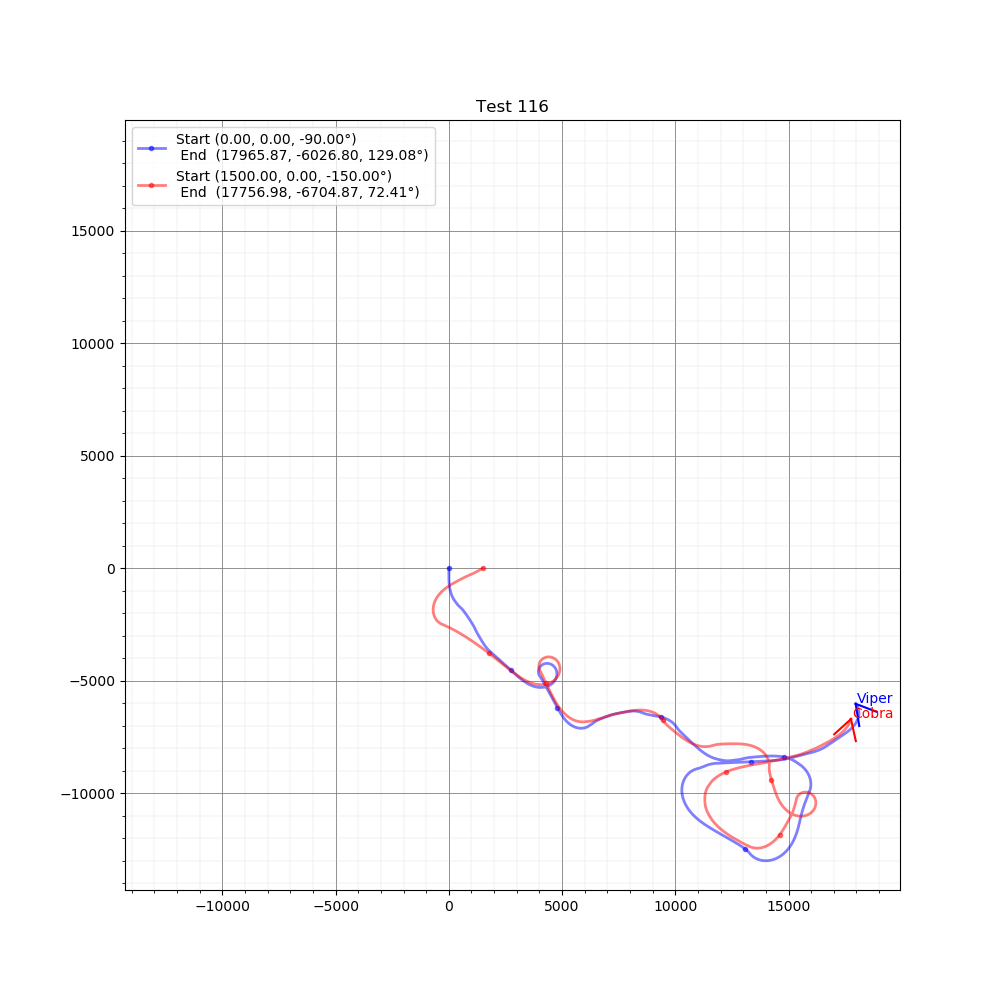 Test 116
Start (0.00, 0.00, -90.00°)
End (17965.87, -6026.80, 129.08°)
Start (1500.00, 0.00, -150.00°)
End (17756.98, -6704.87, 72.41°)
15000
10000
5000
0
−5000
−10000
Viper
Cobra
−10000 −5000 0 5000 10000 15000